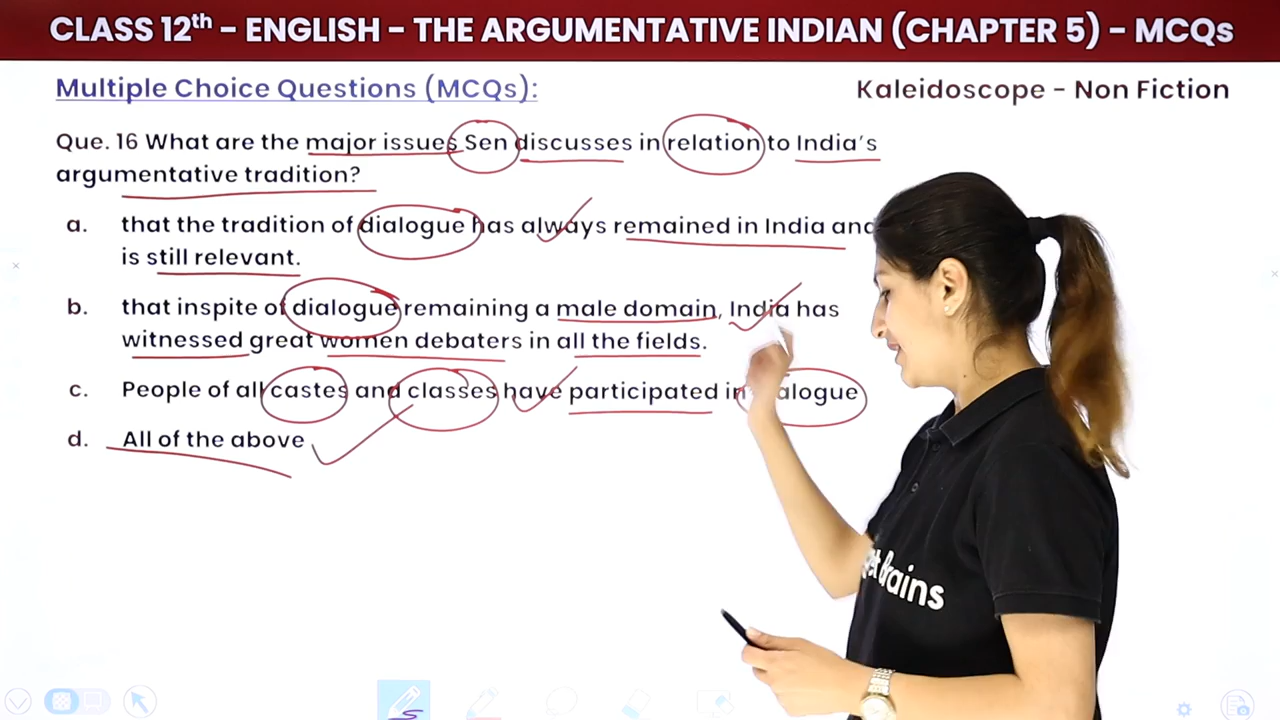 CLASS 12th - ENGLISH - THE ARGUMENTATIVE INDIAN (CHAPTER 5) - MCQs
Multiple Choice Questions (MCQs): Kaleidoscope - Non Fiction
Que. 16 What are the major issues Sen discusses in relation to India's
argumentative tradition?
a. that the tradition of dialogue has always remained in India and
is still relevant.
b. that inspite of dialogue remaining a male domain, India has
witnessed great women debaters in all the fields.
c. People of all castes and classes have participated in dialogue
d. All of the above
Brains